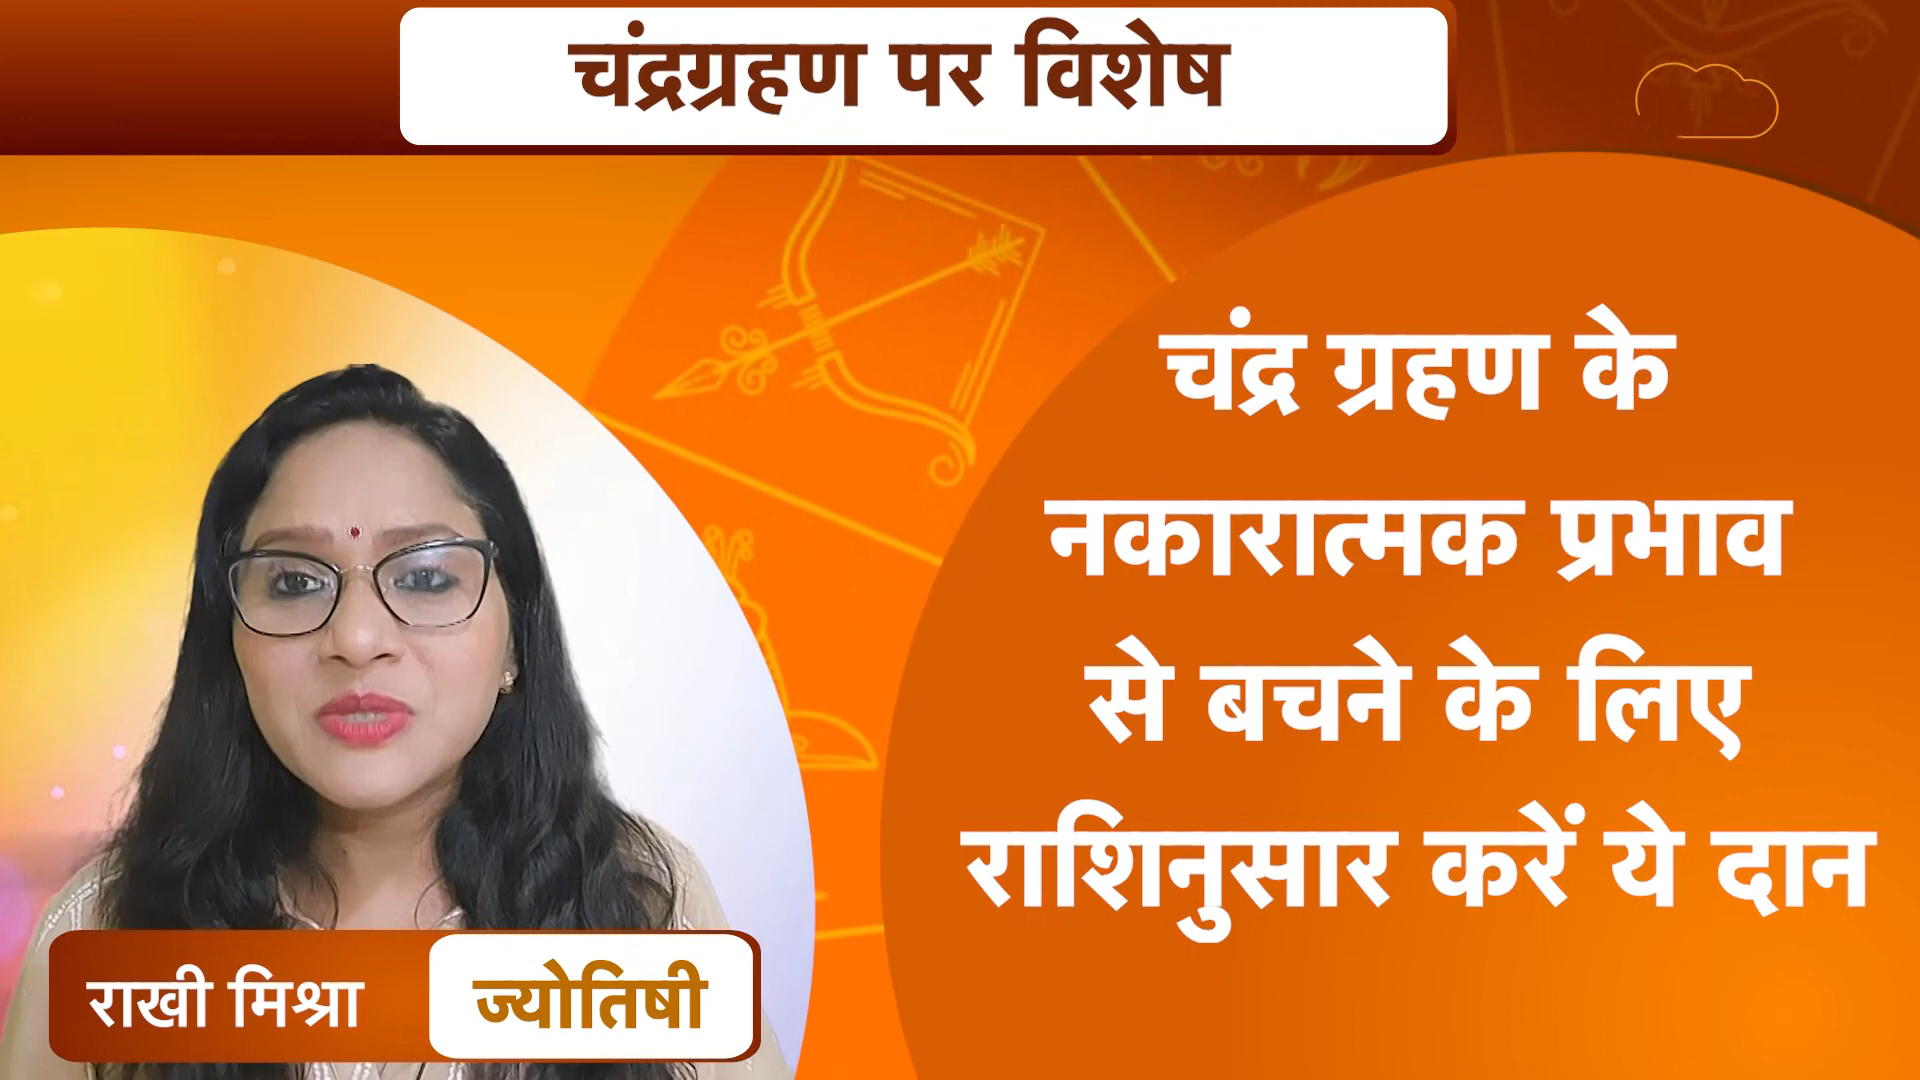 चंद्रग्रहण पर विशेष
चंद्र ग्रहण के
नकारात्मक प्रभाव
से बचने के लिए
राशिनुसार करें ये दान
राखी मिश्रा
ज्योतिषी